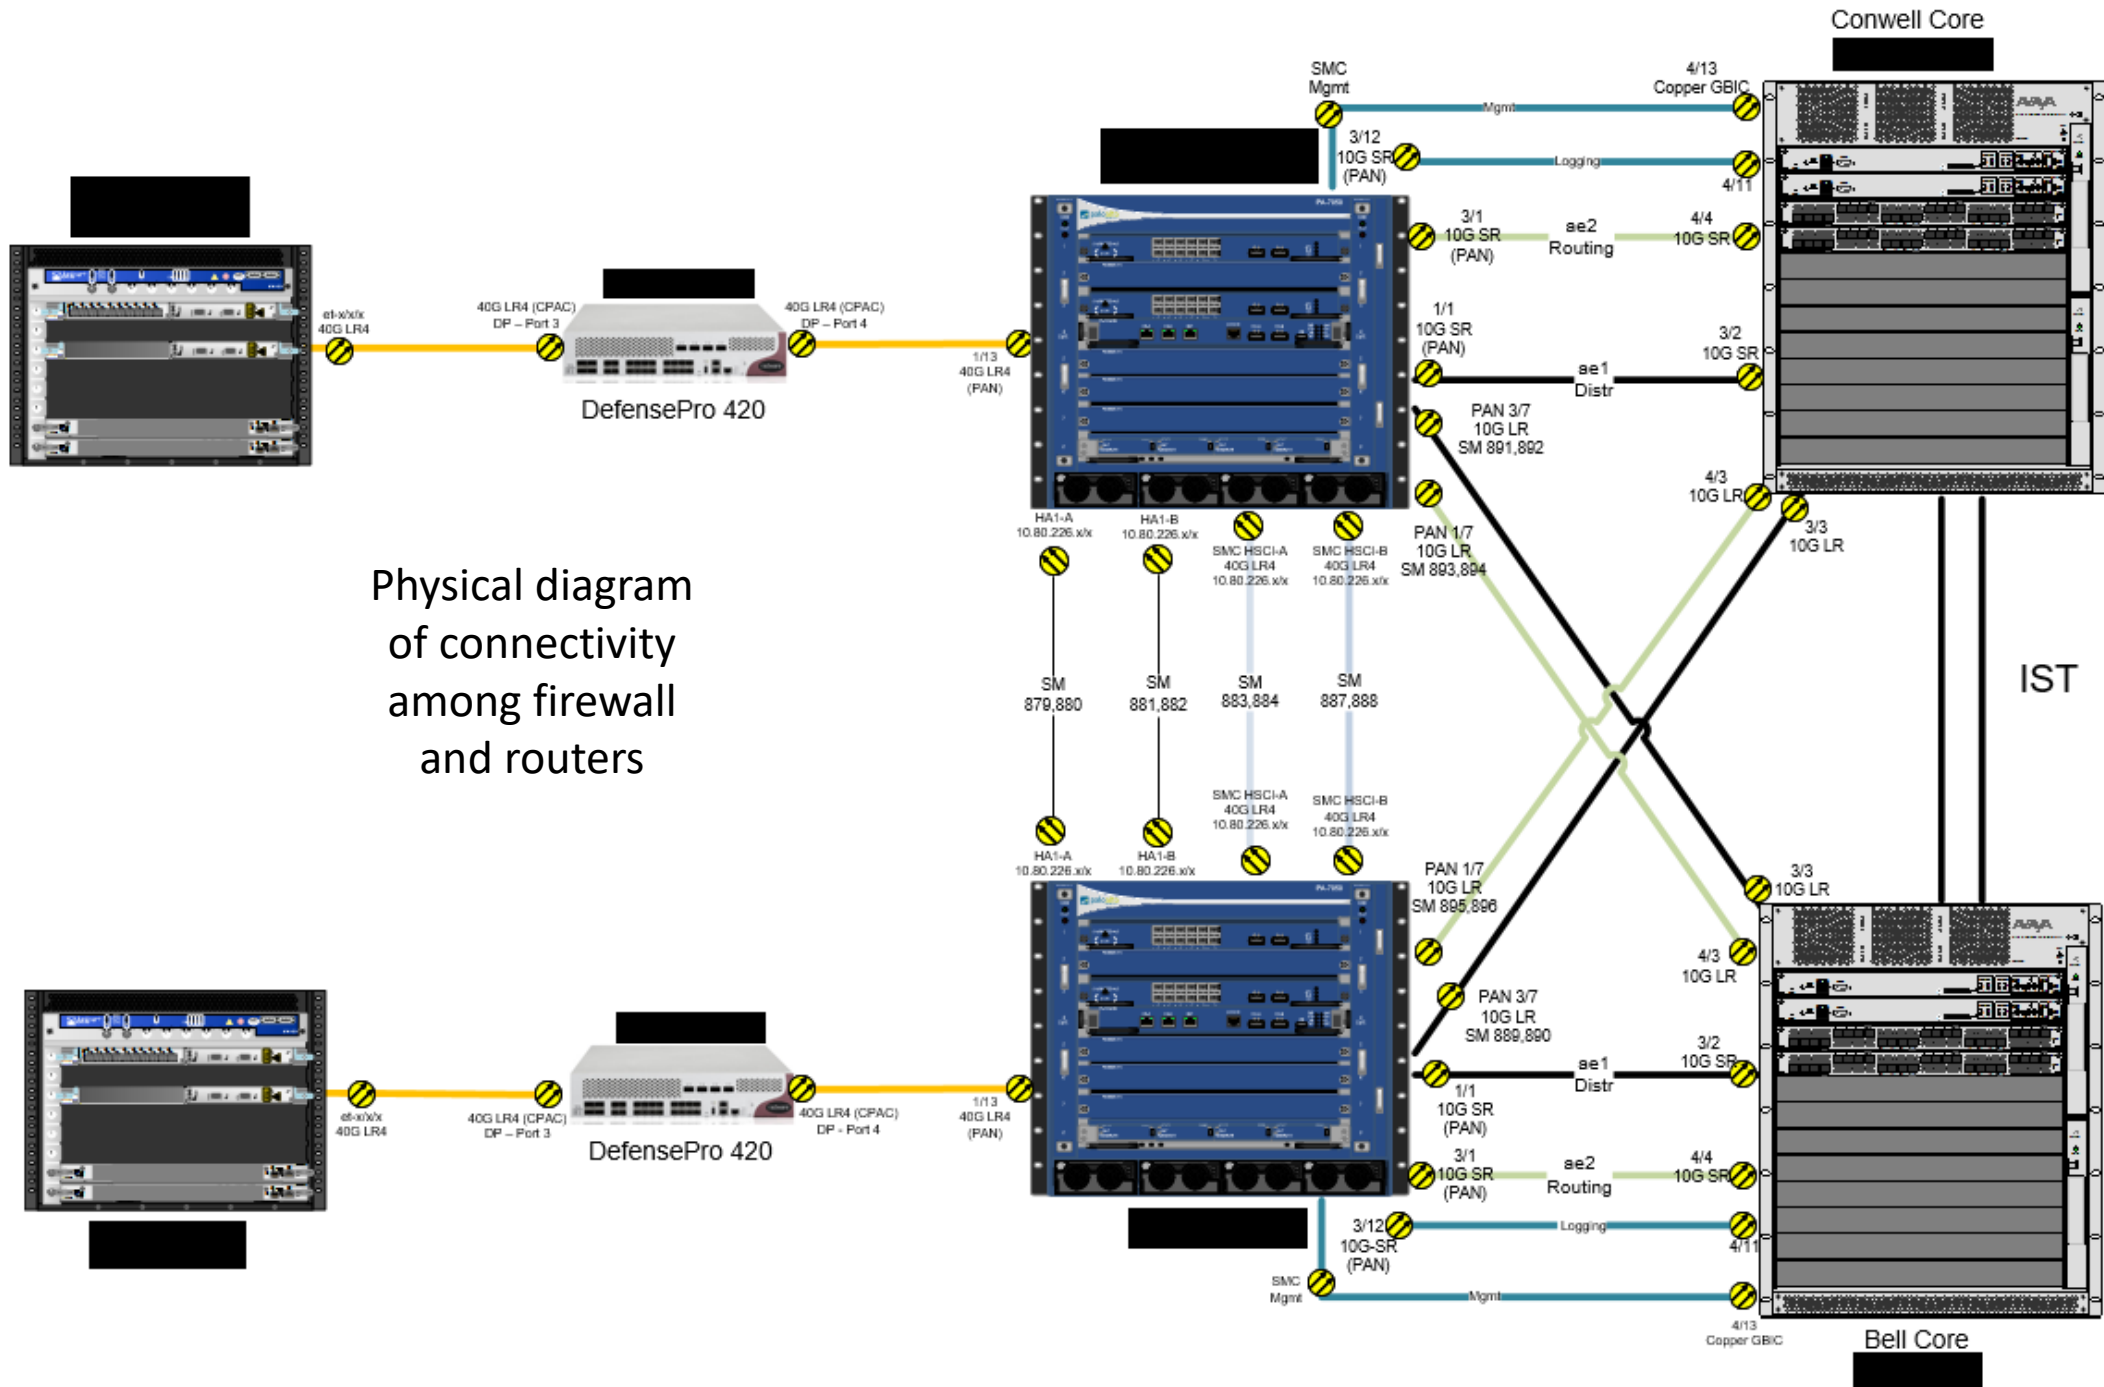 Conwell Core
SMC
Mgmt
4/13
Copper GBIC
Mgmt
3/12
10G SR
(PAN)
Logging
4/11
AVAYA
PA-7050
paloalto
3/1
10G SR
(PAN)
ae2
Routing
4/4
10G SR
et-x/x/x
40G LR4
40G LR4 (CPAC)
DP – Port 3
40G LR4 (CPAC)
DP – Port 4
DefensePro 420
1/13
40G LR4
(PAN)
1/1
10G SR
(PAN)
ae1
Distr
3/2
10G SR
PAN 3/7
10G LR
SM 891,892
4/3
10G LR
3/3
10G LR
HA1-A
10.80.226.x/x
HA1-B
10.80.226.x/x
SMC HSCI-A
40G LR4
10.80.226.x/x
SMC HSCI-B
40G LR4
10.80.226.x/x
PAN 1/7
10G LR
SM 893,894
Physical diagram
of connectivity
among firewall
and routers
SM
879,880
SM
881,882
SM
883,884
SM
887,888
IST
SMC HSCI-A
40G LR4
10.80.226.x/x
SMC HSCI-B
40G LR4
10.80.226.x/x
HA1-A
10.80.226.x/x
HA1-B
10.80.226.x/x
PAN 1/7
10G LR
SM 895,896
3/3
10G LR
PA-7050
paloalto
AVAYA
4/3
10G LR
PAN 3/7
10G LR
SM 889,890
et-x/x/x
40G LR4
40G LR4 (CPAC)
DP – Port 3
40G LR4 (CPAC)
DP - Port 4
DefensePro 420
1/13
40G LR4
(PAN)
ae1
Distr
3/2
10G SR
1/1
10G SR
(PAN)
3/1
10G SR
(PAN)
ae2
Routing
4/4
10G SR
3/12
10G-SR
(PAN)
Logging
4/11
SMC
Mgmt
Mgmt
4/13
Copper GBIC
Bell Core